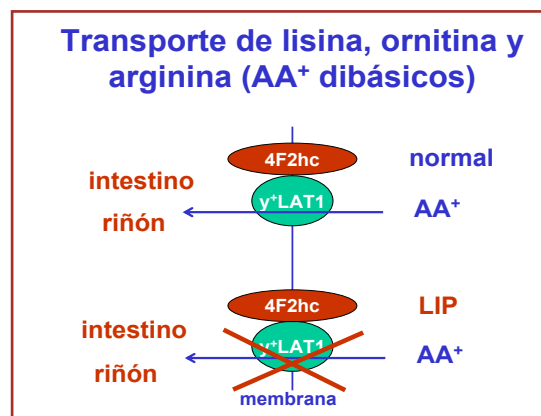 Transporte de lisina, ornitina y
arginina (AA⁺ dibásicos)
4F2hc
normal
intestino
y⁺LAT1
AA⁺
riñón
4F2hc
LIP
intestino
y⁺LAT1
AA⁺
riñón
membrana